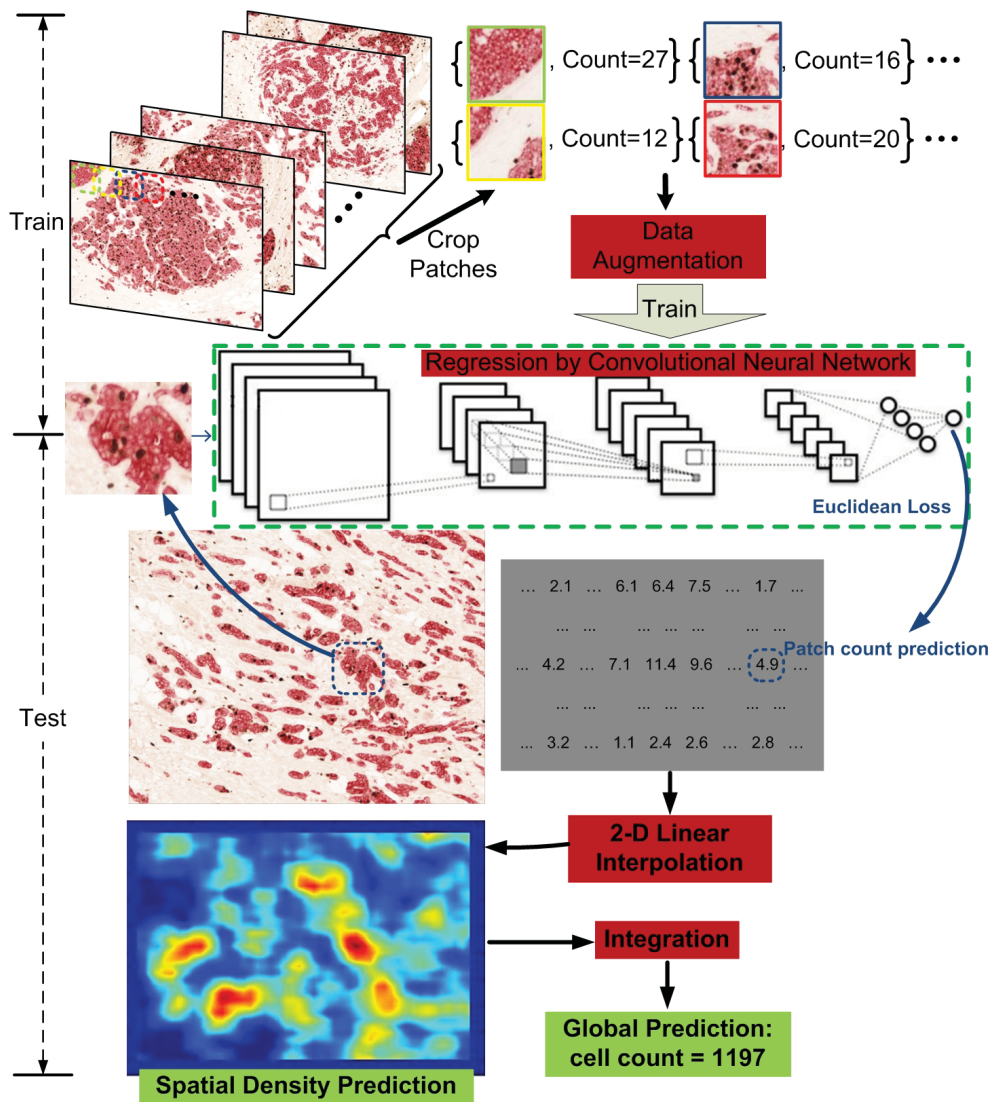 { , Count=27} { , Count=16} •••
{ , Count=12} { , Count=20} •••
Train
Crop
Patches
Data
Augmentation
Train
Regression by Convolutional Neural Network
Euclidean Loss
Patch count prediction
... 2.1 ... 6.1 6.4 7.5 ... 1.7 ...
... ... ... ... ... ... ...
... 4.2 ... 7.1 11.4 9.6 ... 4.9 ...
... ... ... ... ... ... ...
... 3.2 ... 1.1 2.4 2.6 ... 2.8 ...
Test
2-D Linear
Interpolation
Integration
Global Prediction:
cell count = 1197
Spatial Density Prediction